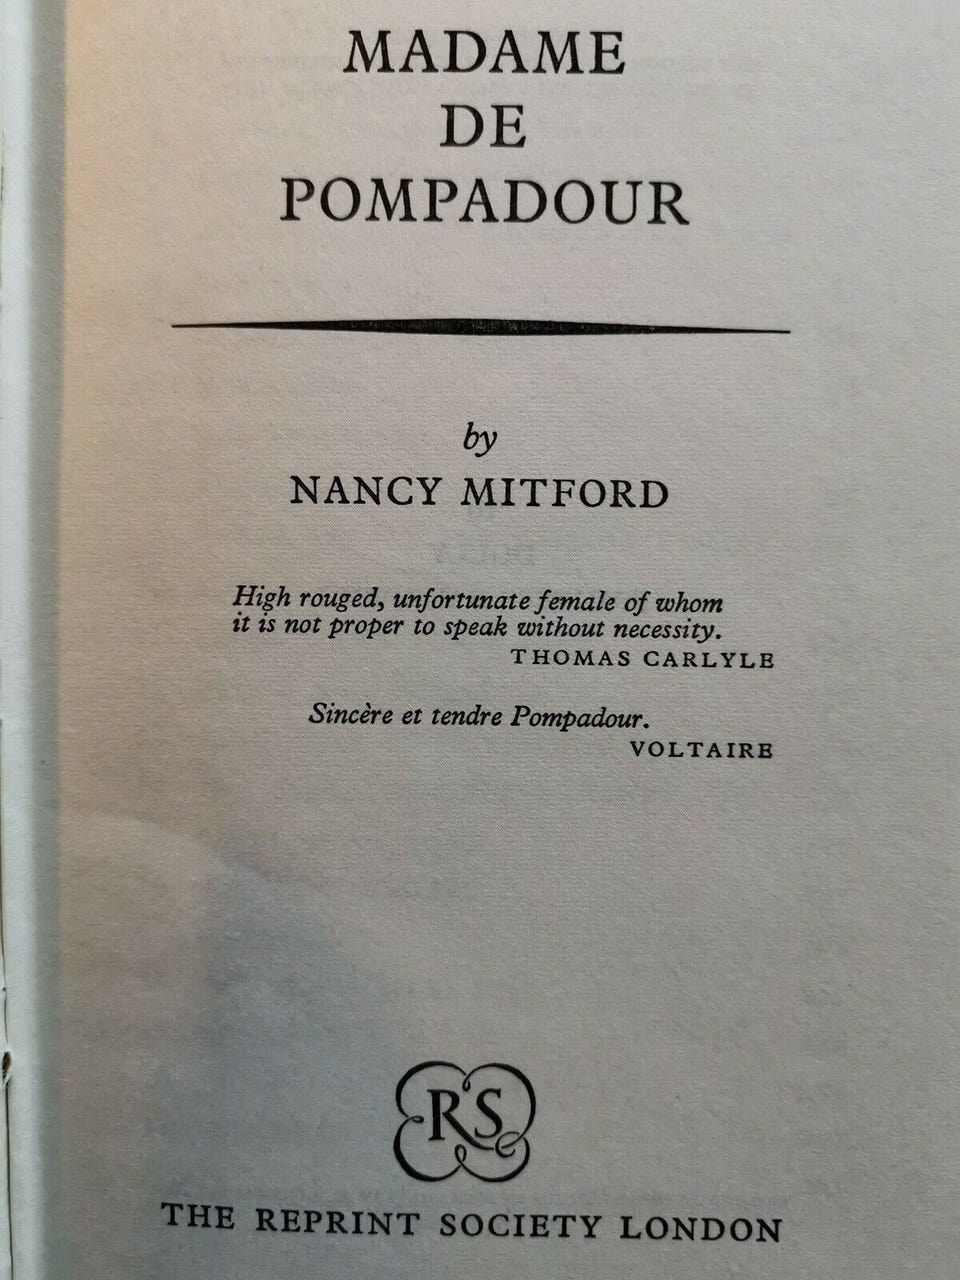 MADAME
DE
POMPADOUR
by
NANCY MITFORD
High rouged, unfortunate female of whom
it is not proper to speak without necessity.
THOMAS CARLYLE
Sincère et tendre Pompadour.
VOLTAIRE
RS
THE REPRINT SOCIETY LONDON